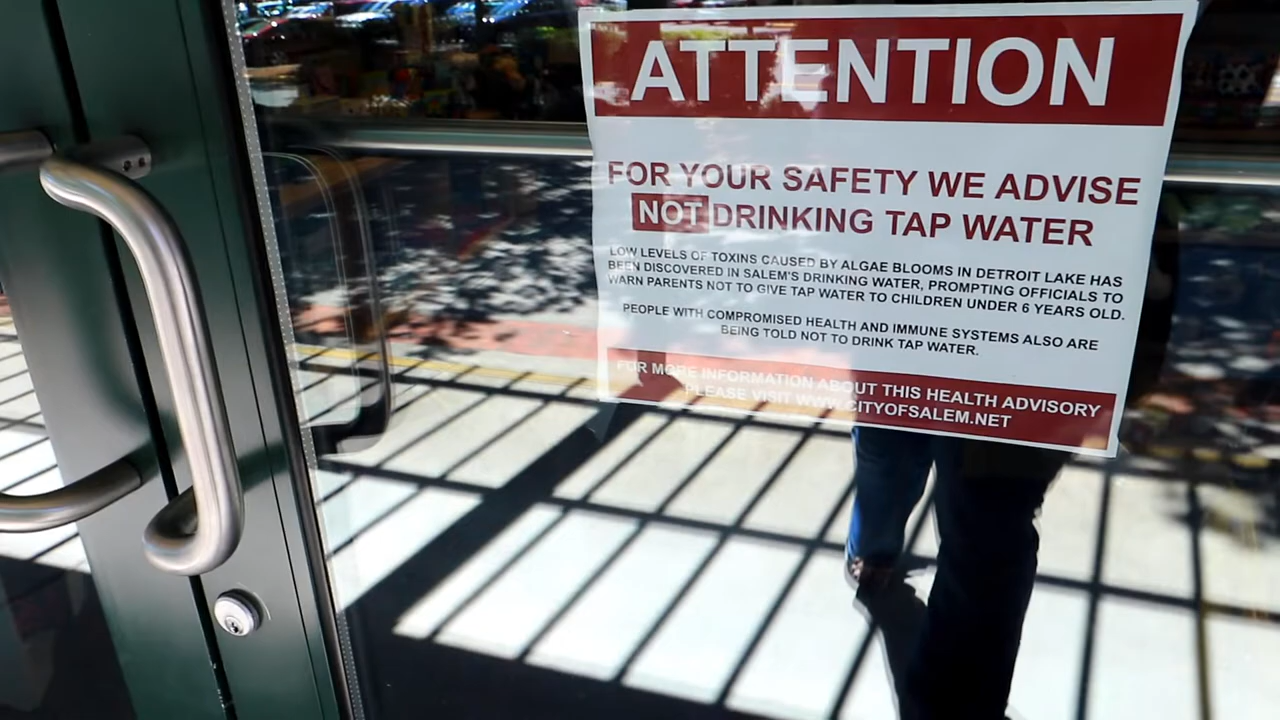 ATTENTION
FOR YOUR SAFETY WE ADVISE
NOT DRINKING TAP WATER
LOW LEVELS OF TOXINS CAUSED BY ALGAE BLOOMS IN DETROIT LAKE HAS
BEEN DISCOVERED IN SALEM'S DRINKING WATER, PROMPTING OFFICIALS TO
WARN PARENTS NOT TO GIVE TAP WATER TO CHILDREN UNDER 6 YEARS OLD.
PEOPLE WITH COMPROMISED HEALTH AND IMMUNE SYSTEMS ALSO ARE
BEING TOLD NOT TO DRINK TAP WATER.
FOR MORE INFORMATION ABOUT THIS HEALTH ADVISORY
PLEASE VISIT WWW.CITYOFSALEM.NET